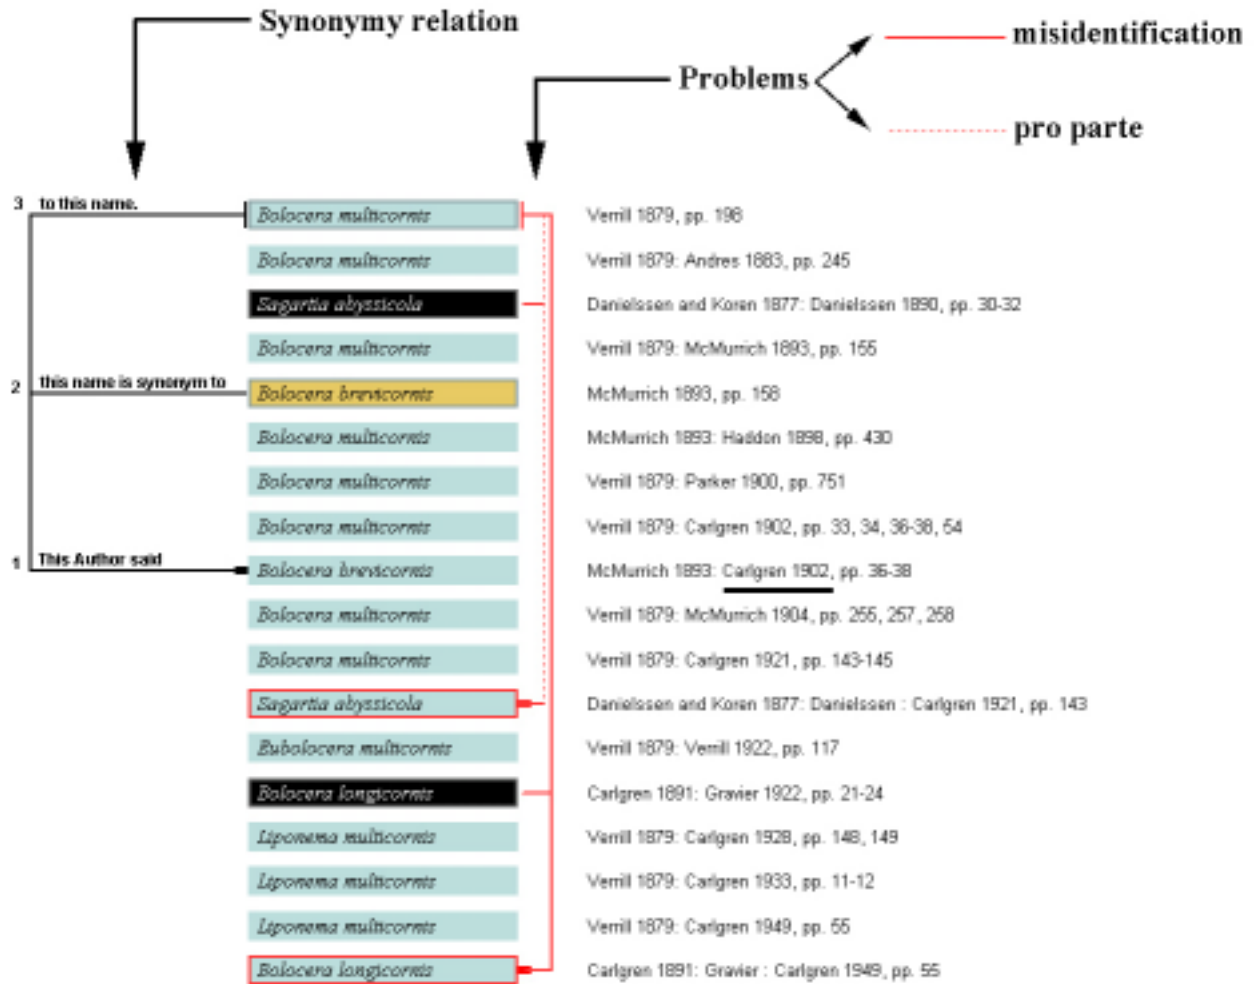 Synonymy relation
misidentification
Problems
pro parte
3 to this name.
Bolocera multicornis Verrill 1879, pp. 198
Bolocera multicornis Verrill 1879: Andres 1883, pp. 245
Sagartia abyssicola Danielssen and Koren 1877: Danielssen 1890, pp. 30-32
Bolocera multicornis Verrill 1879: McMurrich 1893, pp. 155
2 this name is synonym to
Bolocera brevicornis McMurrich 1893, pp. 158
Bolocera multicornis McMurrich 1893: Haddon 1898, pp. 430
Bolocera multicornis Verrill 1879: Parker 1900, pp. 751
Bolocera multicornis Verrill 1879: Carlgren 1902, pp. 33, 34, 36-38, 54
1 This Author said
Bolocera brevicornis McMurrich 1893: Carlgren 1902, pp. 36-38
Bolocera multicornis Verrill 1879: McMurrich 1904, pp. 255, 257, 258
Bolocera multicornis Verrill 1879: Carlgren 1921, pp. 143-145
Sagartia abyssicola Danielssen and Koren 1877: Danielssen : Carlgren 1921, pp. 143
Eubolocera multicornis Verrill 1879: Verrill 1922, pp. 117
Bolocera longicornis Carlgren 1891: Gravier 1922, pp. 21-24
Liponema multicornis Verrill 1879: Carlgren 1928, pp. 148, 149
Liponema multicornis Verrill 1879: Carlgren 1933, pp. 11-12
Liponema multicornis Verrill 1879: Carlgren 1949, pp. 55
Bolocera longicornis Carlgren 1891: Gravier : Carlgren 1949, pp. 55